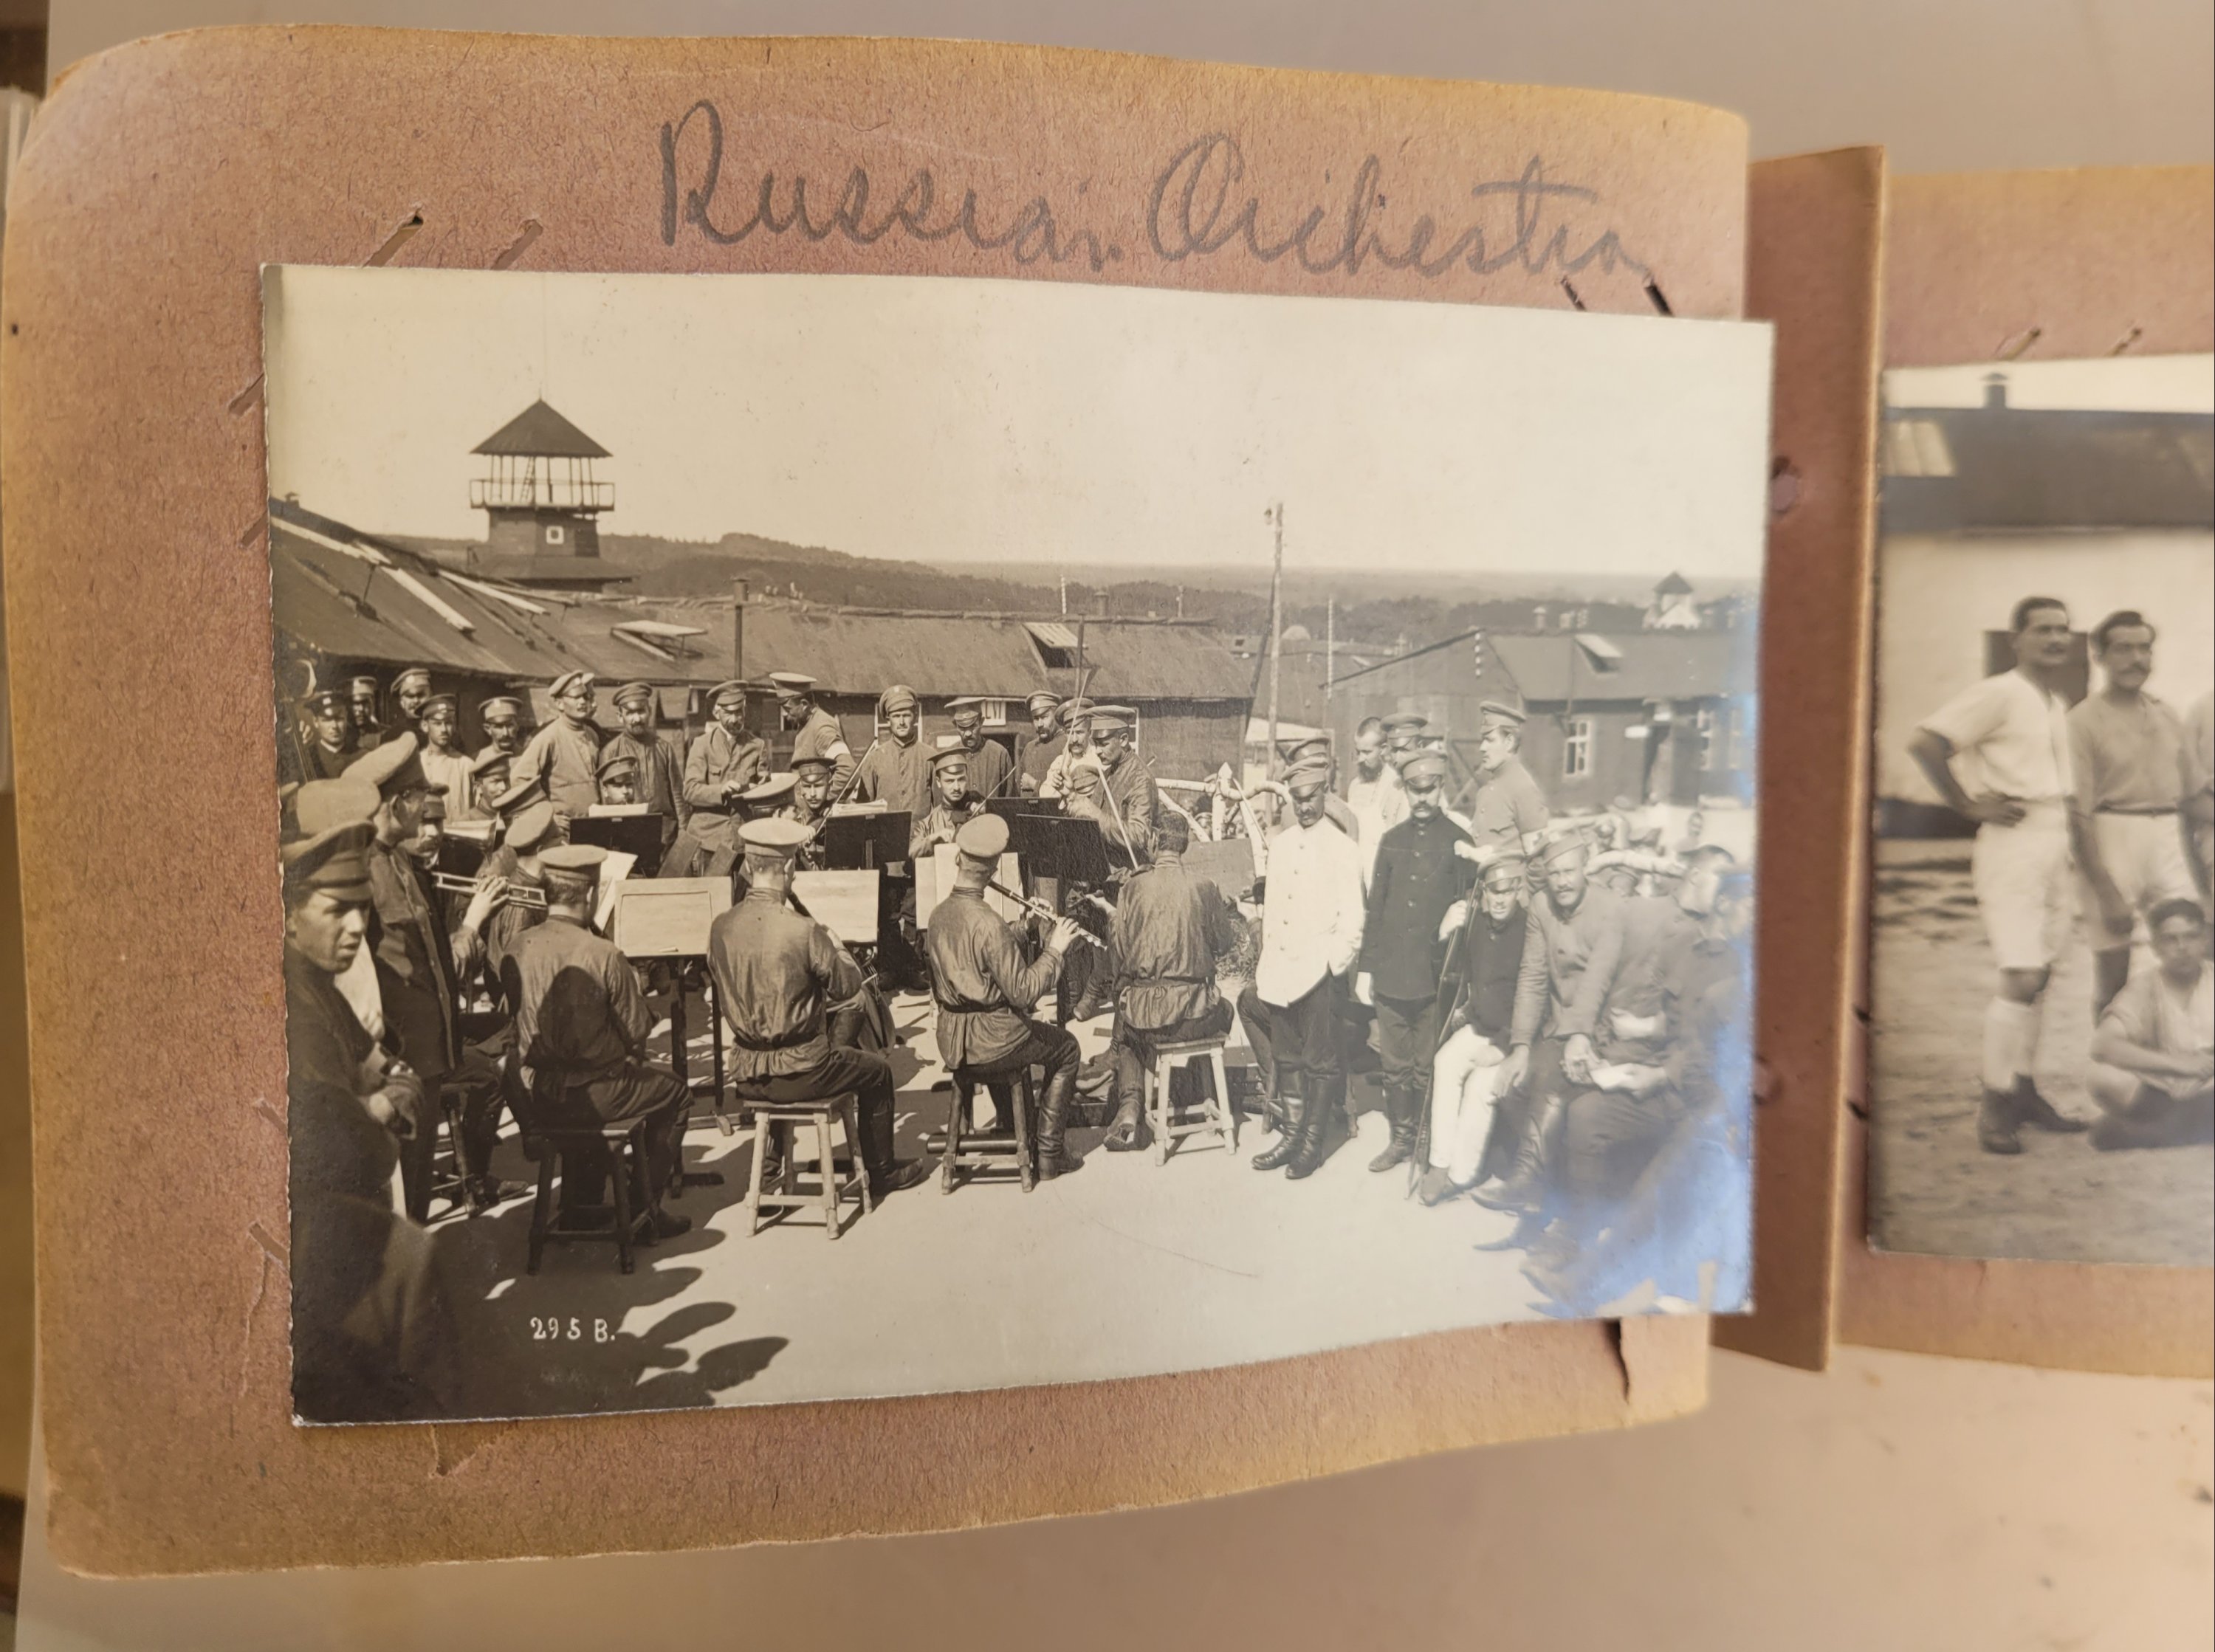 Russian Orchestra
295 B.